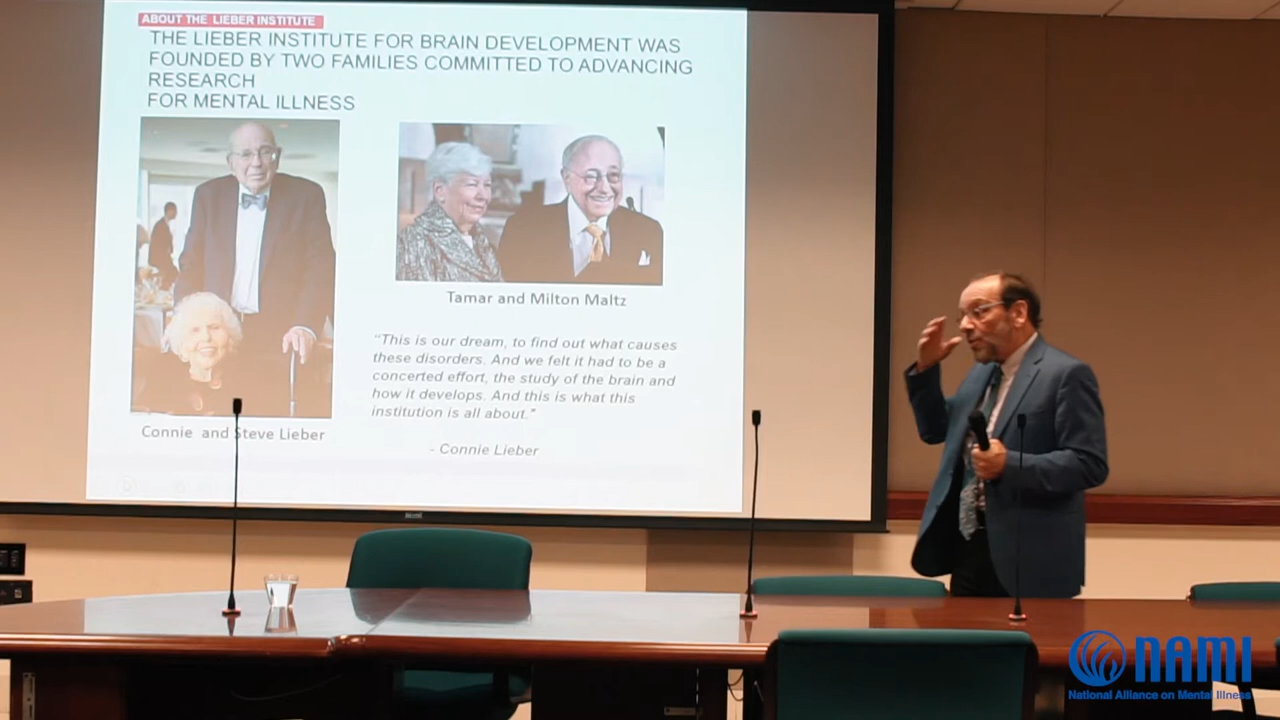 ABOUT THE LIEBER INSTITUTE
THE LIEBER INSTITUTE FOR BRAIN DEVELOPMENT WAS
FOUNDED BY TWO FAMILIES COMMITTED TO ADVANCING
RESEARCH
FOR MENTAL ILLNESS
Tamar and Milton Maltz
"This is our dream, to find out what causes
these disorders. And we felt it had to be a
concerted effort, the study of the brain and
how it develops. And this is what this
institution is all about."
- Connie Lieber
Connie and Steve Lieber
NAMI
National Alliance on Mental Illness